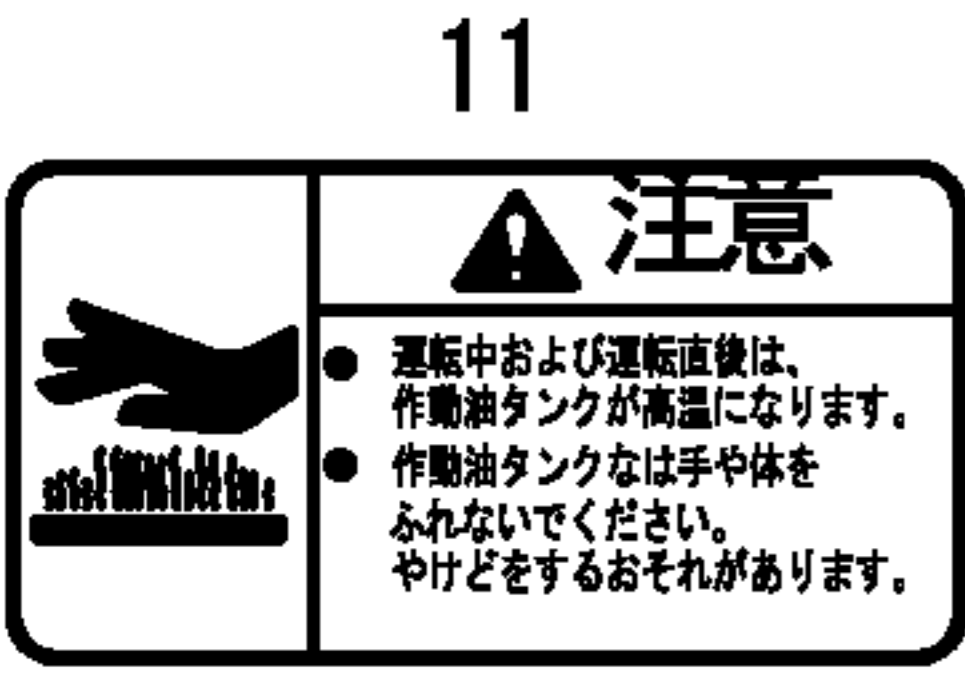 11
注意
● 運転中および運転直後は、
作動油タンクが高温になります。
● 作動油タンクなは手や体を
ふれないでください。
やけどをするおそれがあります。